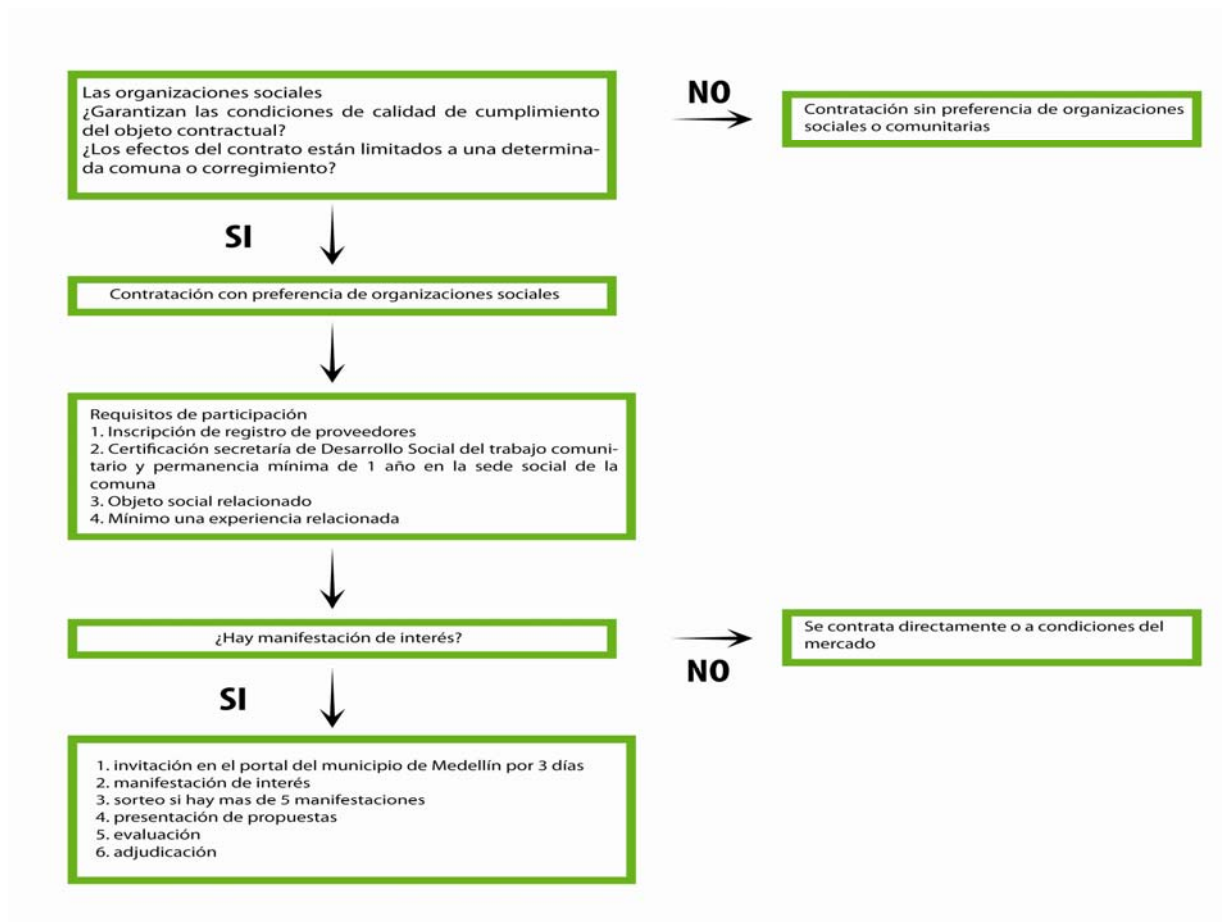 Las organizaciones sociales
¿Garantizan las condiciones de calidad de cumplimiento
del objeto contractual?
¿Los efectos del contrato están limitados a una determina-
da comuna o corregimiento?
NO
Contratación sin preferencia de organizaciones
sociales o comunitarias
SI
Contratación con preferencia de organizaciones sociales
Requisitos de participación
1. Inscripción de registro de proveedores
2. Certificación secretaría de Desarrollo Social del trabajo comuni-
tario y permanencia mínima de 1 año en la sede social de la
comuna
3. Objeto social relacionado
4. Mínimo una experiencia relacionada
¿Hay manifestación de interés?
NO
Se contrata directamente o a condiciones del
mercado
SI
1. invitación en el portal del municipio de Medellín por 3 días
2. manifestación de interés
3. sorteo si hay mas de 5 manifestaciones
4. presentación de propuestas
5. evaluación
6. adjudicación